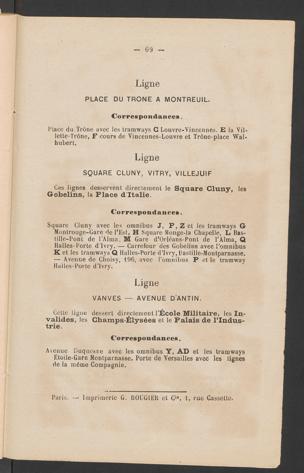 — 69 —
Ligne
PLACE DU TRONE A MONTREUIL.
Correspondances.
Place du Trône avec les tramways C Louvre-Vincennes. E la Vil-
lette-Trône, F cours de Vincennes-Louvre et Trône-place Wal-
hubert.
Ligne
SQUARE CLUNY, VITRY, VILLEJUIF
Ces lignes desservent directement le Square Cluny, les
Gobelins, la Place d'Italie.
Correspondances.
Square Cluny avec les omnibus J, P, Z et les tramways G
Montrouge-Gare de l'Est, H Square Monge-la Chapelle, L Bas-
tille-Pont de l'Alma, M Gare d'Orléans-Pont de l'Alma, Q
Halles-Porte d'Ivry. — Carrefour des Gobelins avec l'omnibus
K et les tramways Q Halles-Porte d'Ivry, Bastille-Montparnasse.
— Avenue de Choisy, 196, avec l'omnibus P et le tramway
Halles-Porte d'Ivry.
Ligne
VANVES — AVENUE D'ANTIN.
Cette ligne dessert directement l'École Militaire, les In-
valides, les Champs-Élysées et le Palais de l'Indus-
trie.
Correspondances.
Avenue Duquesne avec les omnibus Y, AD et les tramways
Etoile-Gare Montparnasse. Porte de Versailles avec les lignes
de la même Compagnie.
Paris. — Imprimerie G. ROUGIER et Cie, 1, rue Cassette.